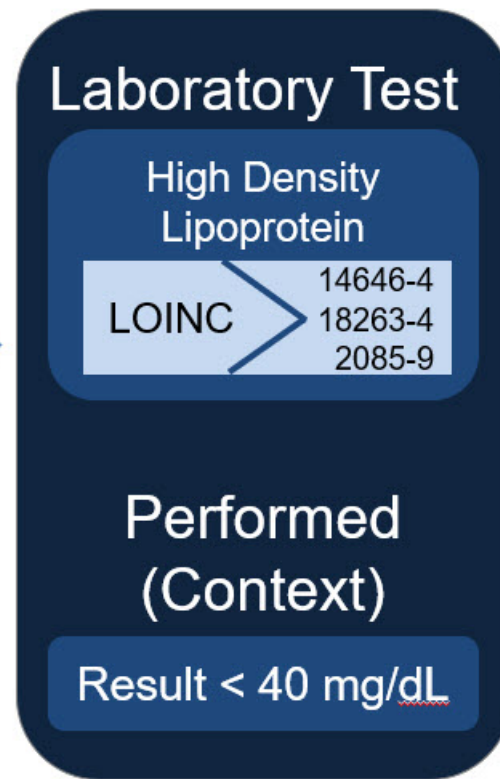 Laboratory Test
High Density
Lipoprotein
LOINC
14646-4
18263-4
2085-9
Performed
(Context)
Result < 40 mg/dL